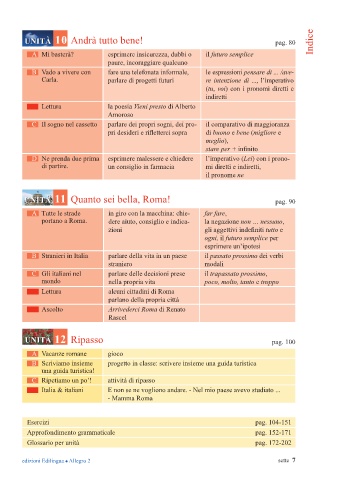 Indice
UNITÀ 10 Andrà tutto bene! pag. 80
A Mi basterà? esprimere insicurezza, dubbi o il futuro semplice
paure, incoraggiare qualcuno
B Vado a vivere con fare una telefonata informale, le espressioni pensare di ... /ave-
Carla. parlare di progetti futuri re intenzione di ..., l'imperativo
(tu, voi) con i pronomi diretti e
indiretti
Lettura la poesia Vieni presto di Alberto
Amoroso
C Il sogno nel cassetto parlare dei propri sogni, dei pro- il comparativo di maggioranza
pri desideri e rifletterci sopra di buono e bene (migliore e
meglio),
stare per + infinito
D Ne prenda due prima esprimere malessere e chiedere l'imperativo (Lei) con i prono-
di partire. un consiglio in farmacia mi diretti e indiretti,
il pronome ne
UNITÀ 11 Quanto sei bella, Roma! pag. 90
A Tutte le strade in giro con la macchina: chie- far fare,
portano a Roma. dere aiuto, consiglio e indica- la negazione non ... nessuno,
zioni gli aggettivi indefiniti tutto e
ogni, il futuro semplice per
esprimere un'ipotesi
B Stranieri in Italia parlare della vita in un paese il passato prossimo dei verbi
straniero modali
C Gli italiani nel parlare delle decisioni prese il trapassato prossimo,
mondo nella propria vita poco, molto, tanto e troppo
Lettura alcuni cittadini di Roma
parlano della propria città
Ascolto Arrivederci Roma di Renato
Rascel
UNITÀ 12 Ripasso pag. 100
A Vacanze romane gioco
B Scriviamo insieme progetto in classe: scrivere insieme una guida turistica
una guida turistica!
C Ripetiamo un po'! attività di ripasso
Italia & italiani E non se ne vogliono andare. - Nel mio paese avevo studiato ...
- Mamma Roma
Esercizi pag. 104-151
Approfondimento grammaticale pag. 152-171
Glossario per unità pag. 172-202
edizioni Edilingua • Allegro 2 sette 7